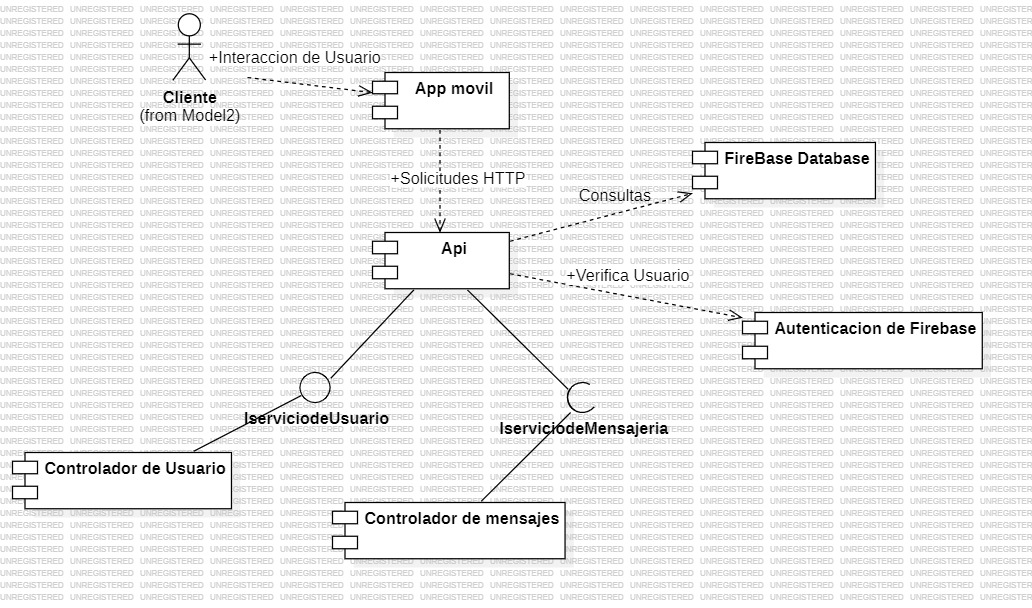 +Interaccion de Usuario
App movil
Cliente
(from Model2)
FireBase Database
+Solicitudes HTTP
Consultas
Api
+Verifica Usuario
Autenticacion de Firebase
IserviciodeUsuario
IserviciodeMensajeria
Controlador de Usuario
Controlador de mensajes
UNREGISTERED